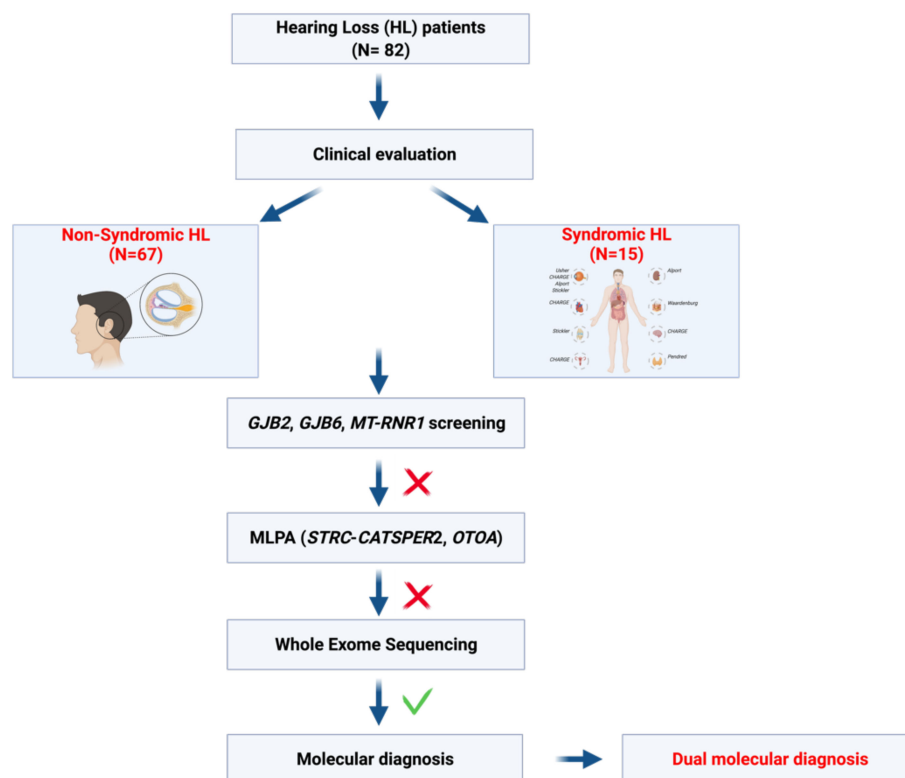 Hearing Loss (HL) patients
(N= 82)
Clinical evaluation
Non-Syndromic HL
(N=67)
Syndromic HL
(N=15)
Usher
CHARGE
Alport
Stickler
Alport
CHARGE
Waardenburg
Stickler
CHARGE
CHARGE
Pendred
GJB2, GJB6, MT-RNR1 screening
MLPA (STRC-CATSPER2, OTOA)
Whole Exome Sequencing
Molecular diagnosis
Dual molecular diagnosis